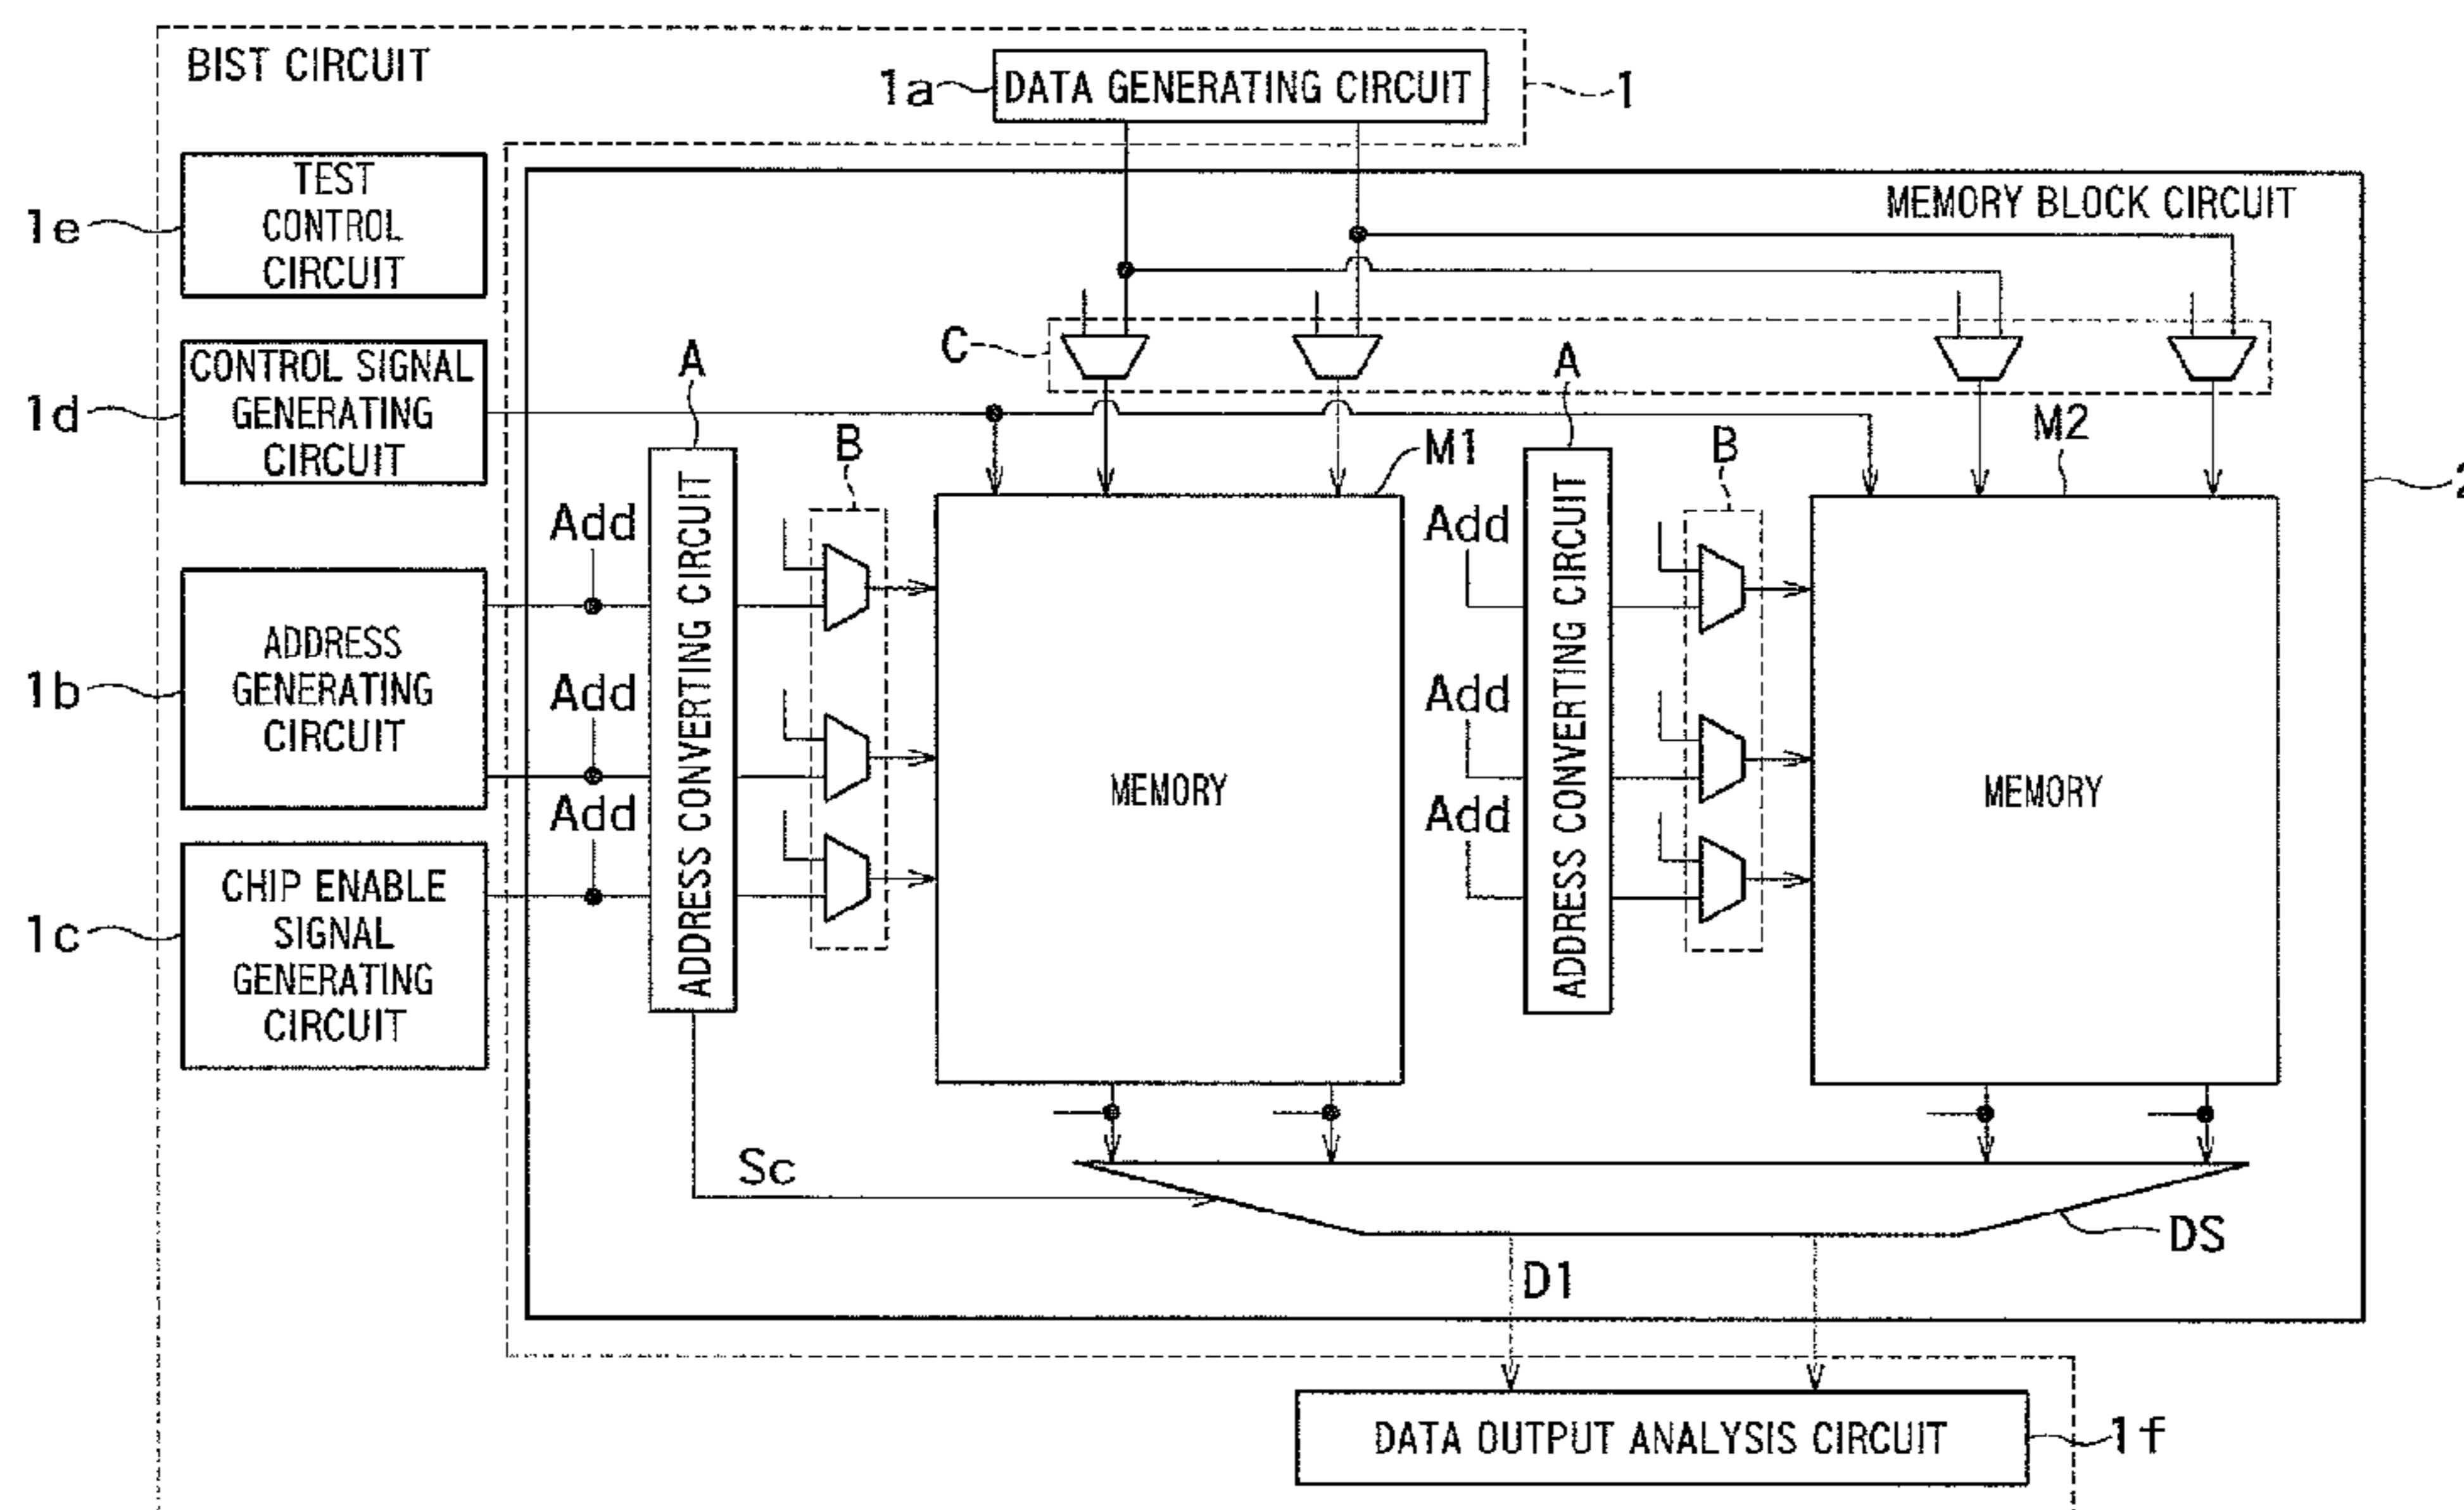 BIST CIRCUIT
1a
DATA GENERATING CIRCUIT
1
1e
TEST
CONTROL
CIRCUIT
MEMORY BLOCK CIRCUIT
1d
CONTROL SIGNAL
GENERATING
CIRCUIT
C
A
A
B
M1
B
M2
2
1b
ADDRESS
GENERATING
CIRCUIT
Add
Add
Add
ADDRESS CONVERTING CIRCUIT
MEMORY
Add
Add
Add
ADDRESS CONVERTING CIRCUIT
MEMORY
1c
CHIP ENABLE
SIGNAL
GENERATING
CIRCUIT
Sc
DS
D1
DATA OUTPUT ANALYSIS CIRCUIT
1f